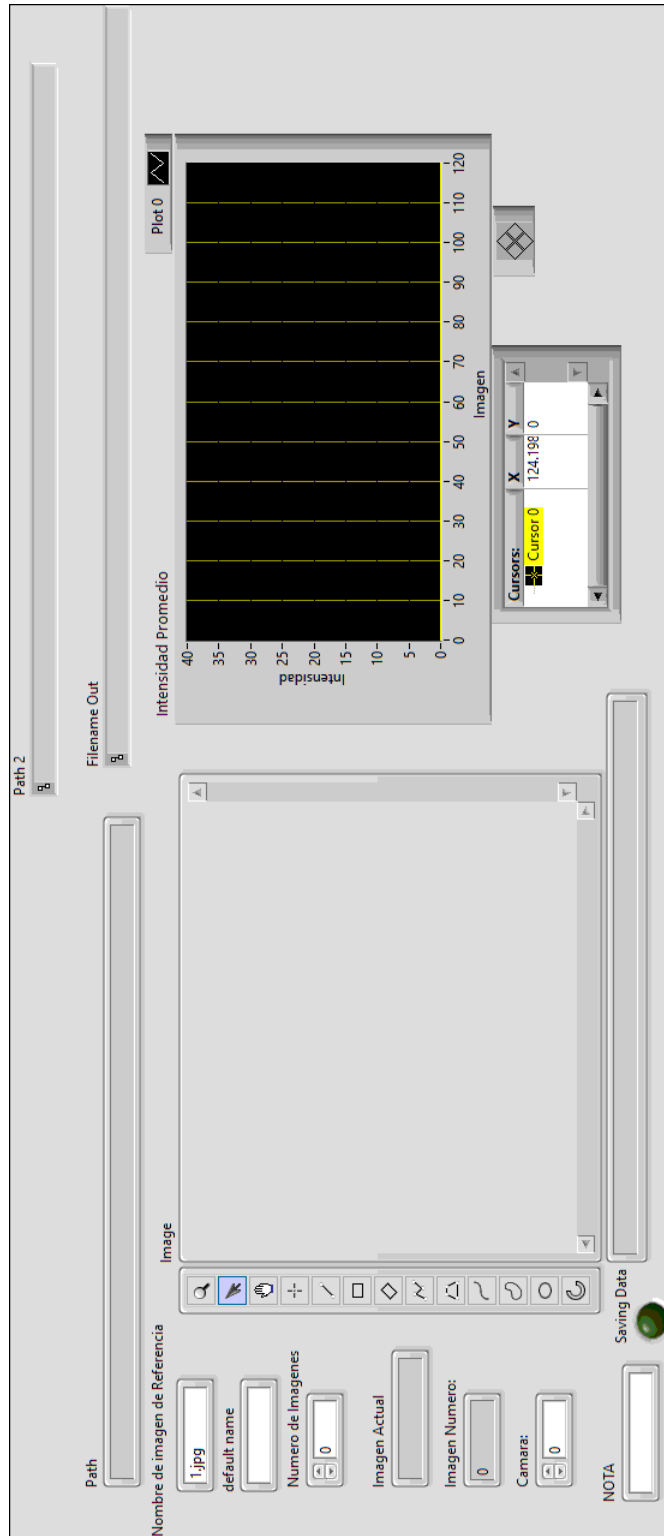 Path
Path 2
Filename Out
Nombre de imagen de Referencia
1.jpg
default name
Numero de Imagenes
0
Imagen Actual
Imagen Numero:
0
Camara:
0
NOTA
Image
Saving Data
Intensidad Promedio
Plot 0
Intensidad
40
35
30
25
20
15
10
5
0
0 10 20 30 40 50 60 70 80 90 100 110 120
Imagen
Cursors: X Y
Cursor 0 124.198 0